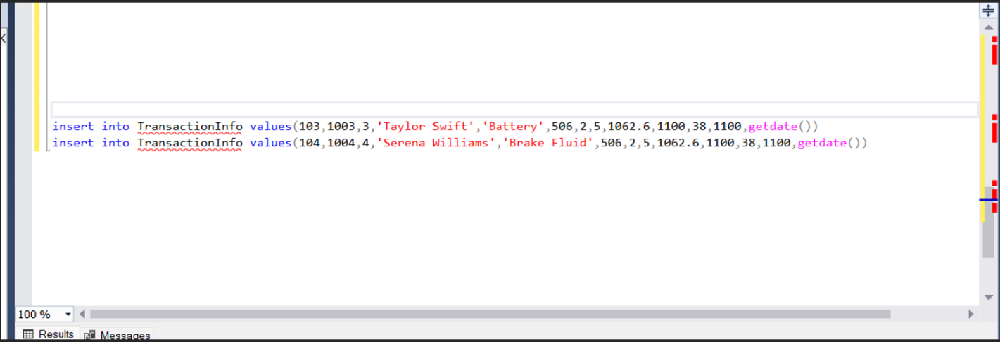 insert into TransactionInfo values(103,1003,3,'Taylor Swift','Battery',506,2,5,1062.6,1100,38,1100,getdate())
insert into TransactionInfo values(104,1004,4,'Serena Williams','Brake Fluid',506,2,5,1062.6,1100,38,1100,getdate())
100 %
Results Messages